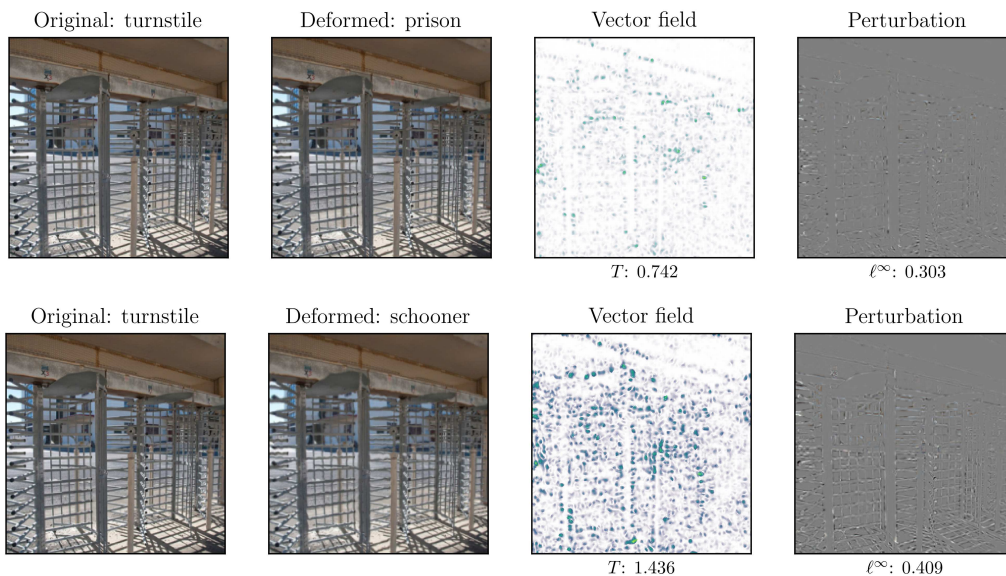 Original: turnstile
Deformed: prison
Vector field
Perturbation
T: 0.742
ℓ∞: 0.303
Original: turnstile
Deformed: schooner
Vector field
Perturbation
T: 1.436
ℓ∞: 0.409